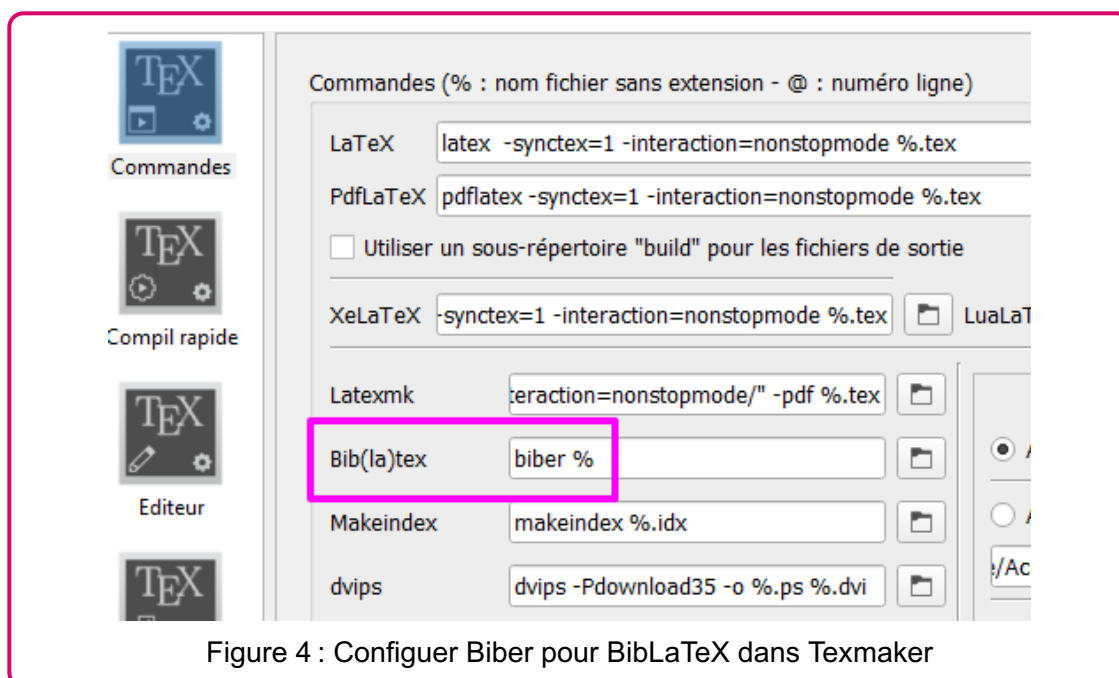 TEX
Commandes
TEX
Compil rapide
TEX
Editeur
TEX
Commandes (% : nom fichier sans extension - @ : numéro ligne)
LaTeX latex -synctex=1 -interaction=nonstopmode %.tex
PdfLaTeX pdflatex -synctex=1 -interaction=nonstopmode %.tex
Utiliser un sous-répertoire "build" pour les fichiers de sortie
XeLaTeX -synctex=1 -interaction=nonstopmode %.tex LuaLaT
Latexmk teraction=nonstopmode/" -pdf %.tex
Bib(la)tex biber %
Makeindex makeindex %.idx
dvips dvips -Pdownload35 -o %.ps %.dvi
/Ac
Figure 4 : Configuer Biber pour BibLaTeX dans Texmaker